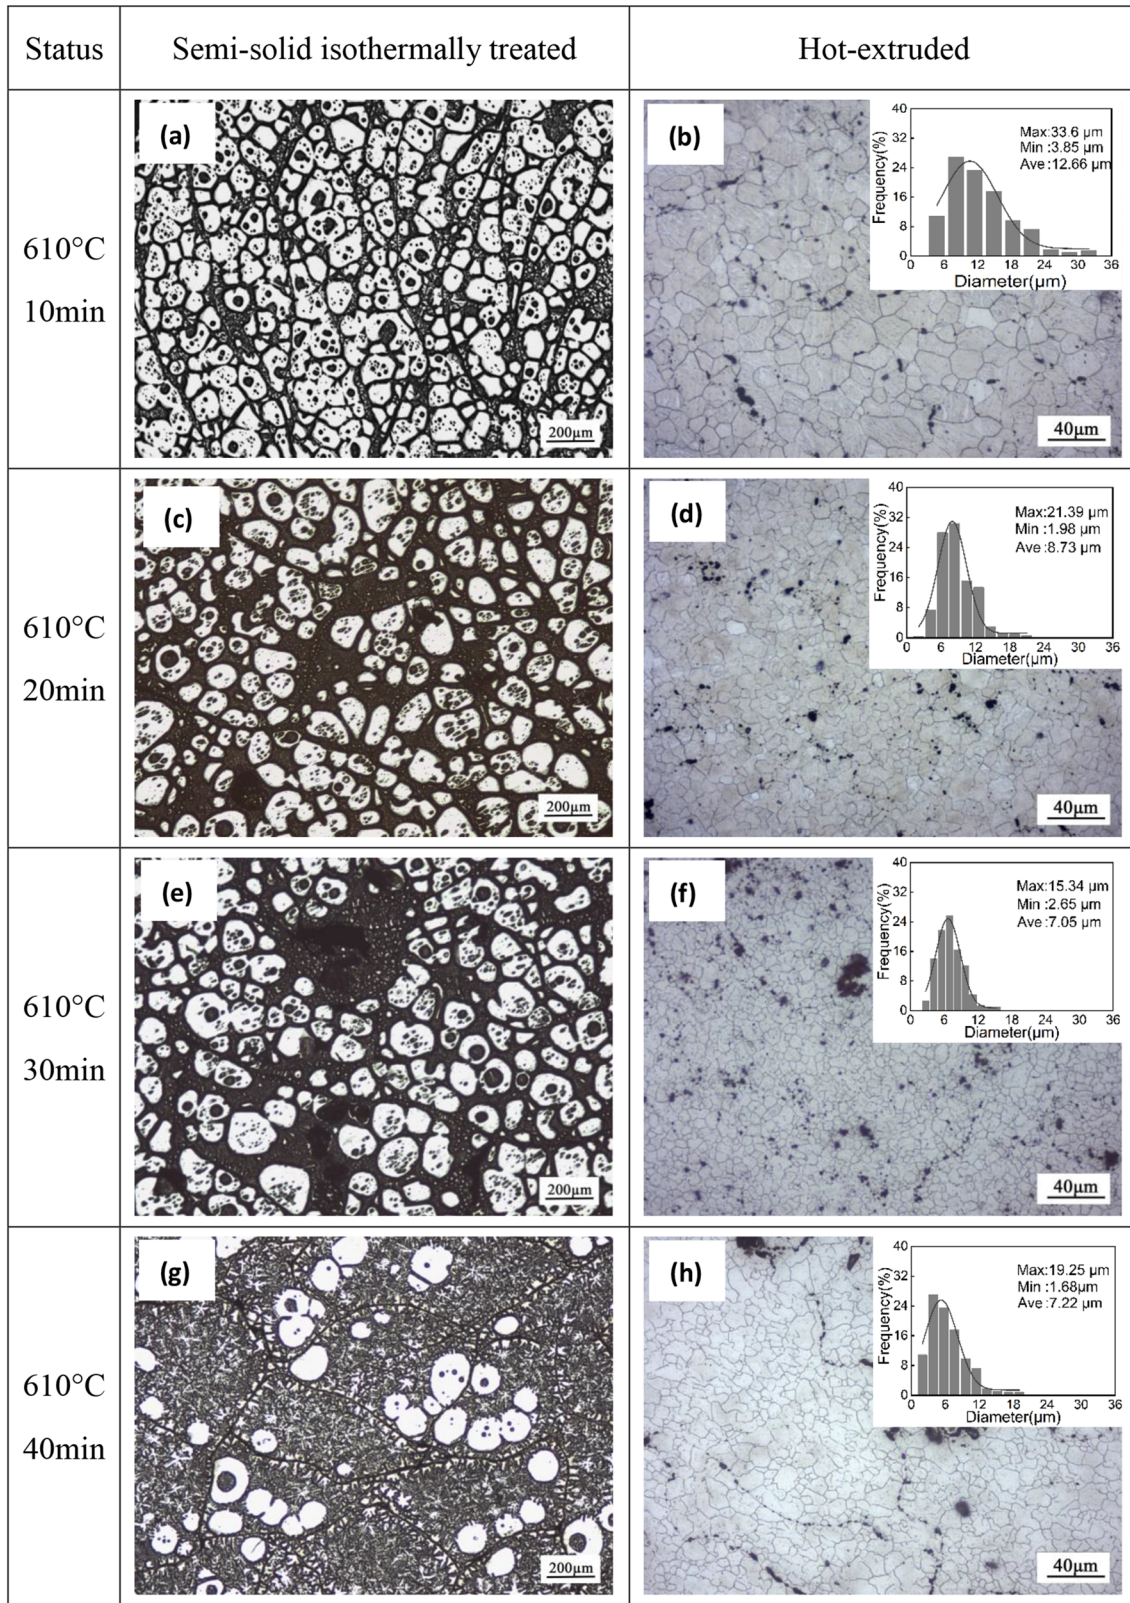 Status
Semi-solid isothermally treated
Hot-extruded
610°C
10min
(a)
200μm
(b)
40
32
24
16
8
0
Frequency(%)
0 6 12 18 24 30 36
Diameter(μm)
Max:33.6 μm
Min :3.85 μm
Ave :12.66 μm
40μm
610°C
20min
(c)
200μm
(d)
40
32
24
16
8
0
Frequency(%)
0 6 12 18 24 30 36
Diameter(μm)
Max:21.39 μm
Min :1.98 μm
Ave :8.73 μm
40μm
610°C
30min
(e)
200μm
(f)
40
32
24
16
8
0
Frequency(%)
0 6 12 18 24 30 36
Diameter(μm)
Max:15.34 μm
Min :2.65 μm
Ave :7.05 μm
40μm
610°C
40min
(g)
200μm
(h)
40
32
24
16
8
0
Frequency(%)
0 6 12 18 24 30 36
Diameter(μm)
Max:19.25 μm
Min :1.68μm
Ave :7.22 μm
40μm